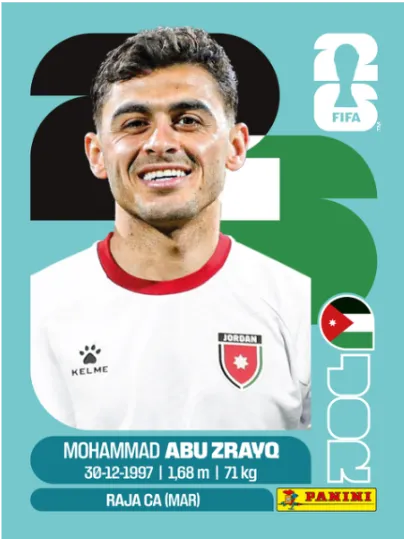 26
FIFA
JORDAN
KELME
JOR
MOHAMMAD ABU ZRAYQ
30-12-1997 | 1,68 m | 71 kg
RAJA CA (MAR)
PANINI